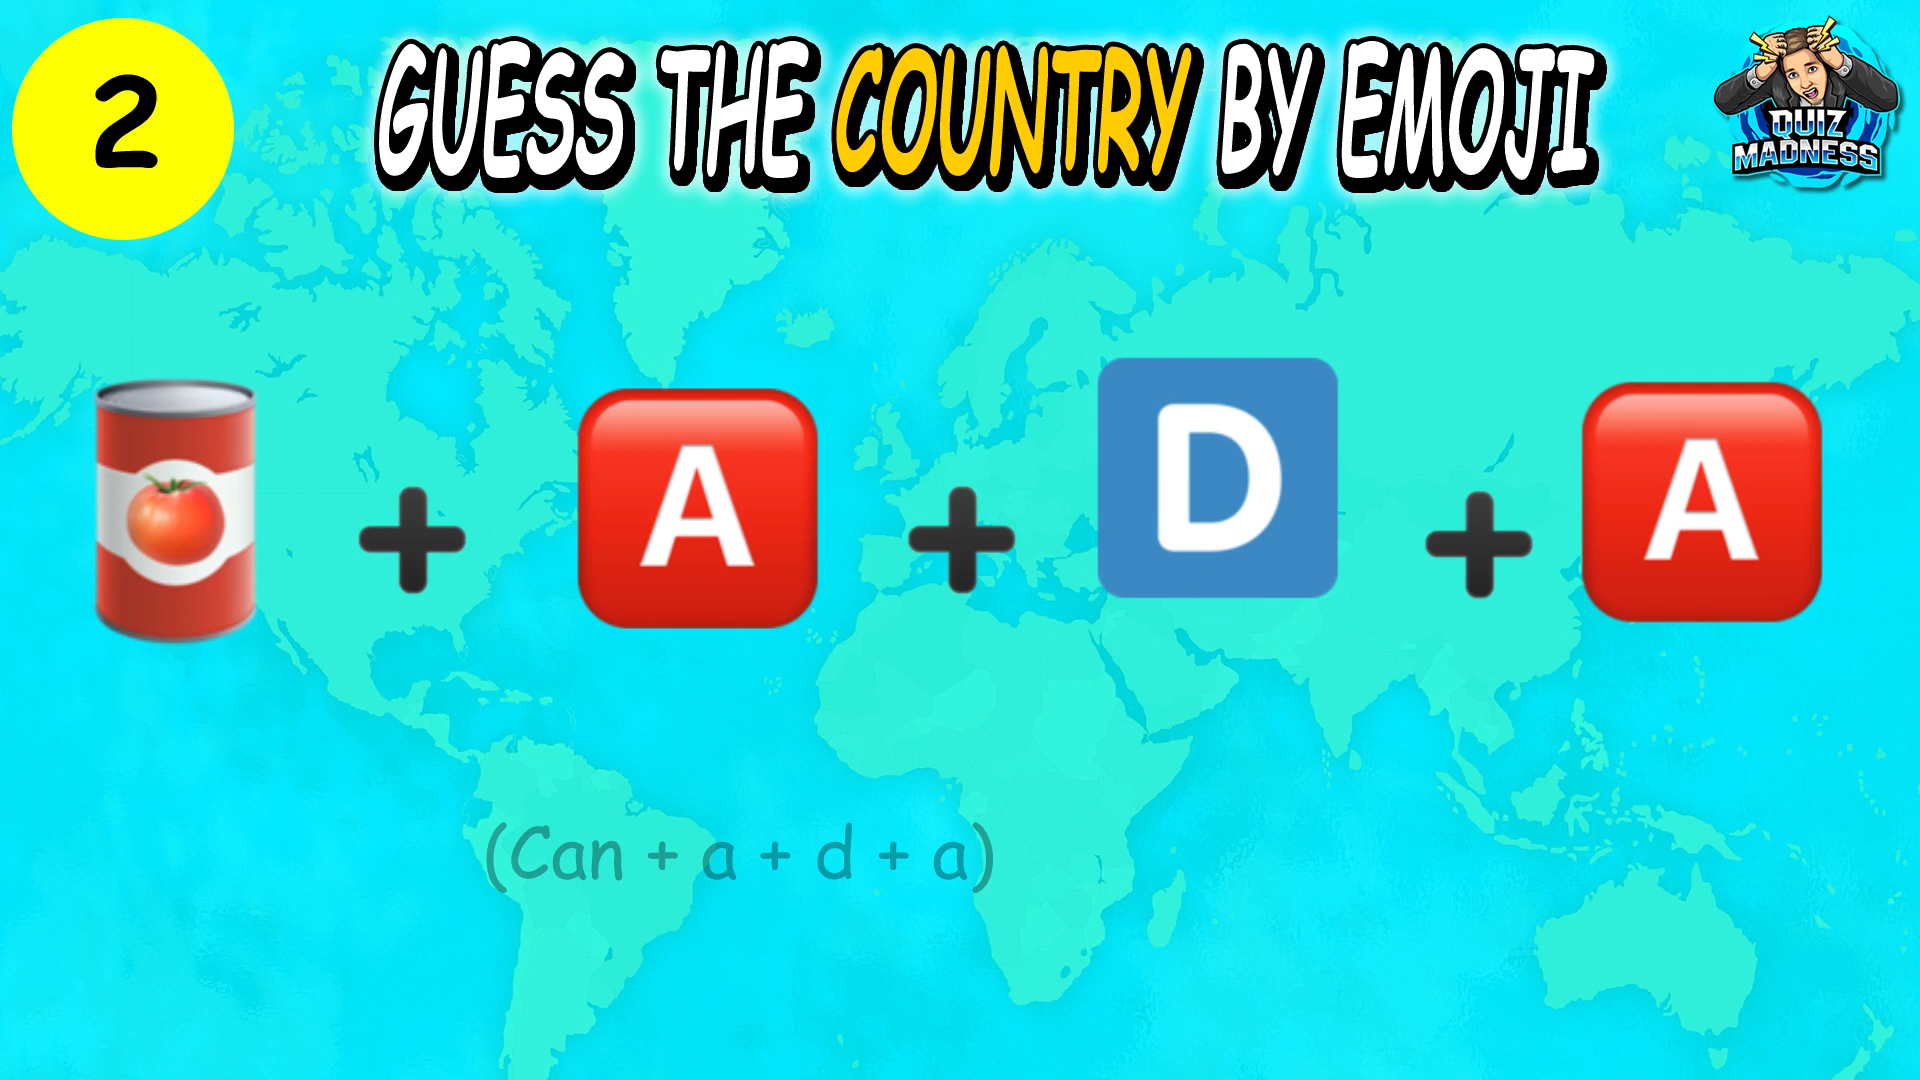 2
GUESS THE COUNTRY BY EMOJI
QUIZ
MADNESS
A
D
A
(Can + a + d + a)